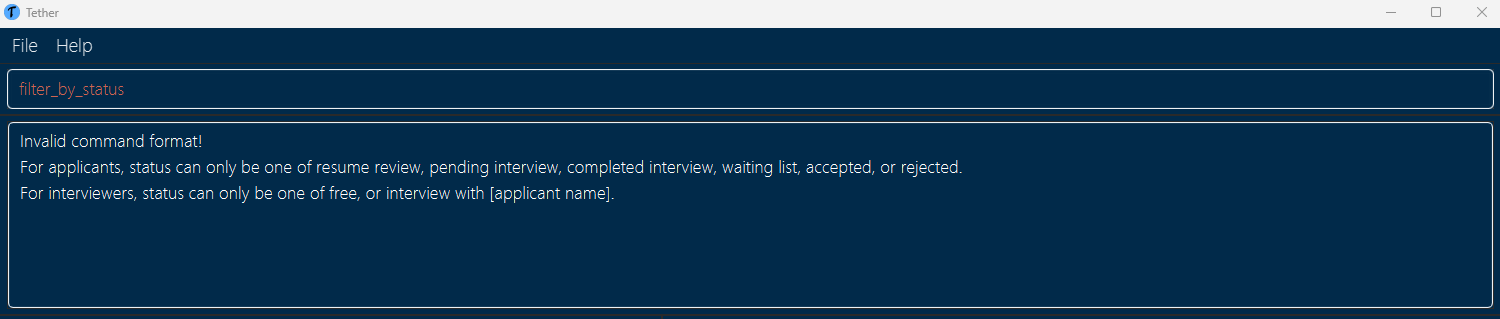 Tether
File Help
filter_by_status
Invalid command format!
For applicants, status can only be one of resume review, pending interview, completed interview, waiting list, accepted, or rejected.
For interviewers, status can only be one of free, or interview with [applicant name].